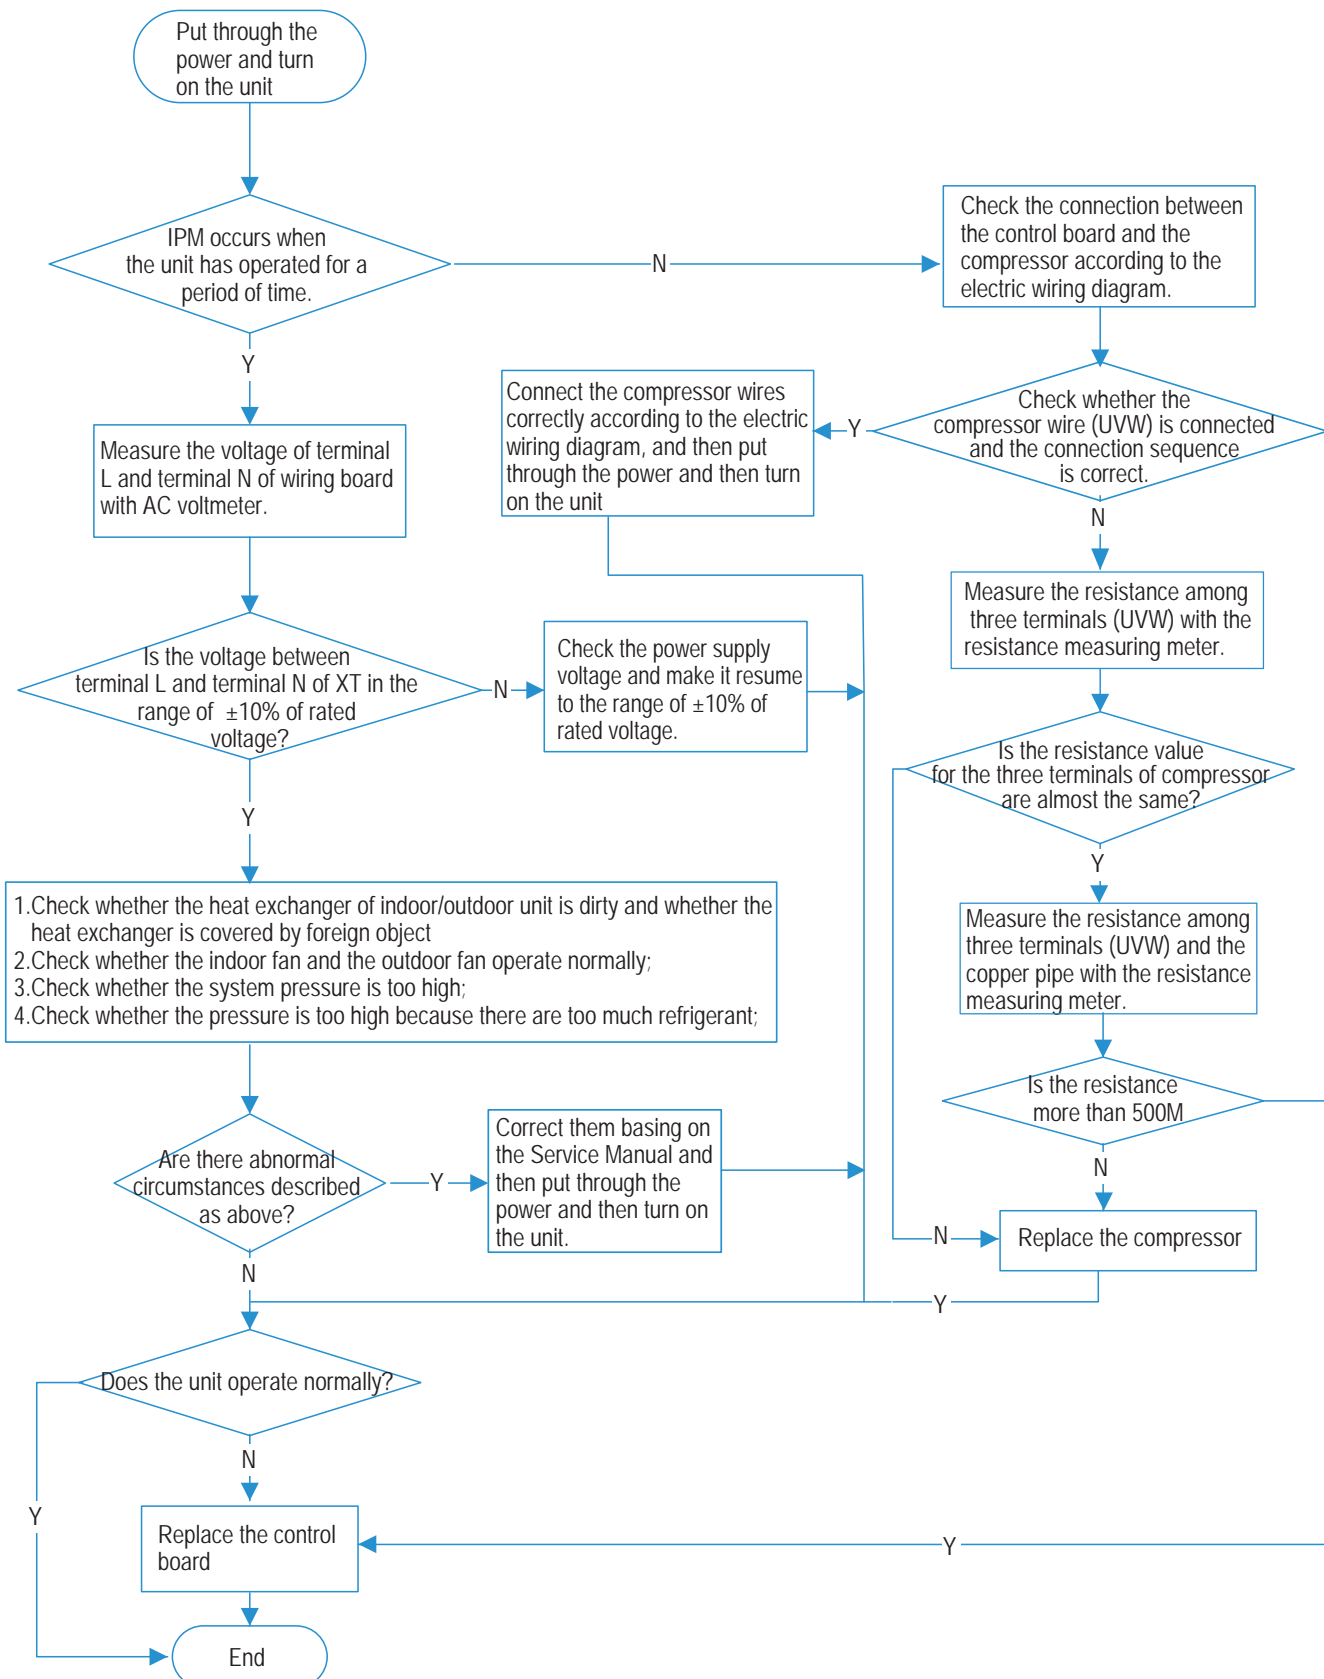 Put through the
power and turn
on the unit
IPM occurs when
the unit has operated for a
period of time.
N
Check the connection between
the control board and the
compressor according to the
electric wiring diagram.
Y
Connect the compressor wires
correctly according to the electric
wiring diagram, and then put
through the power and then turn
on the unit
Y
Check whether the
compressor wire (UVW) is connected
and the connection sequence
is correct.
Measure the voltage of terminal
L and terminal N of wiring board
with AC voltmeter.
N
Measure the resistance among
three terminals (UVW) with the
resistance measuring meter.
Is the voltage between
terminal L and terminal N of XT in the
range of ±10% of rated
voltage?
N
Check the power supply
voltage and make it resume
to the range of ±10% of
rated voltage.
Is the resistance value
for the three terminals of compressor
are almost the same?
Y
Y
1.Check whether the heat exchanger of indoor/outdoor unit is dirty and whether the
heat exchanger is covered by foreign object
2.Check whether the indoor fan and the outdoor fan operate normally;
3.Check whether the system pressure is too high;
4.Check whether the pressure is too high because there are too much refrigerant;
Measure the resistance among
three terminals (UVW) and the
copper pipe with the resistance
measuring meter.
Is the resistance
more than 500M
Are there abnormal
circumstances described
as above?
Y
Correct them basing on
the Service Manual and
then put through the
power and then turn on
the unit.
N
N
Replace the compressor
N
Y
Does the unit operate normally?
N
Y
Replace the control
board
Y
End